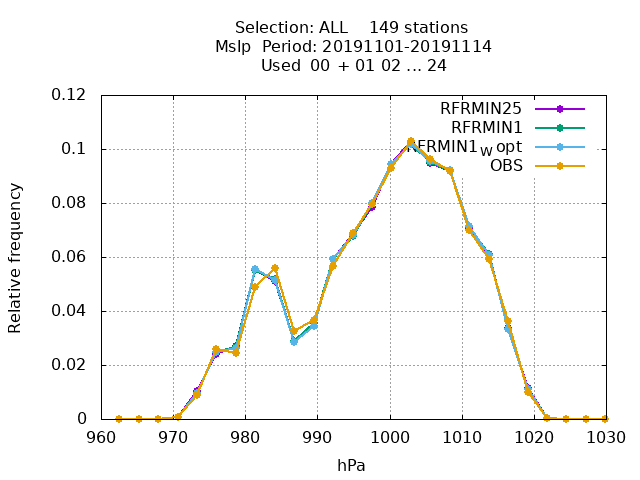 Selection: ALL 149 stations
Mslp Period: 20191101-20191114
Used 00 + 01 02 ... 24
0.12
0.1
0.08
0.06
0.04
0.02
0
Relative frequency
RFRMIN25
RFRMIN1
RFRMIN1W opt
OBS
960 970 980 990 1000 1010 1020 1030
hPa